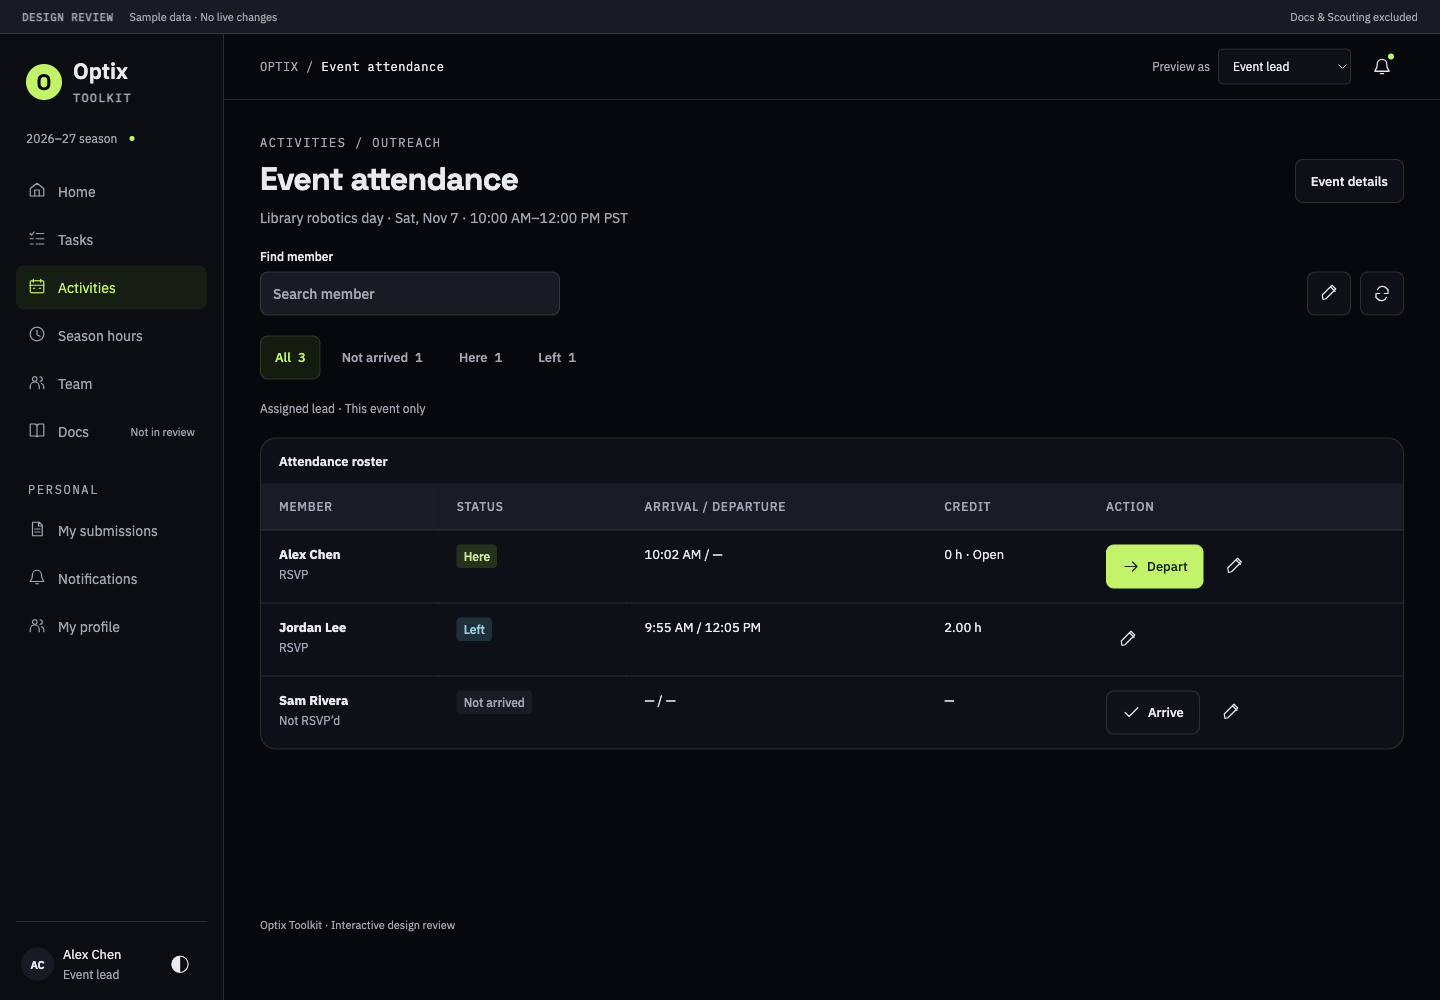 DESIGN REVIEW Sample data · No live changes Docs & Scouting excluded
O Optix
TOOLKIT
2026–27 season
Home
Tasks
Activities
Season hours
Team
Docs Not in review
PERSONAL
My submissions
Notifications
My profile
AC Alex Chen
Event lead
OPTIX / Event attendance Preview as Event lead
ACTIVITIES / OUTREACH
Event attendance
Event details
Library robotics day · Sat, Nov 7 · 10:00 AM–12:00 PM PST
Find member
Search member
All 3 Not arrived 1 Here 1 Left 1
Assigned lead · This event only
Attendance roster
MEMBER STATUS ARRIVAL / DEPARTURE CREDIT ACTION
Alex Chen Here 10:02 AM / — 0 h · Open Depart
RSVP
Jordan Lee Left 9:55 AM / 12:05 PM 2.00 h
RSVP
Sam Rivera Not arrived — / — — Arrive
Not RSVP’d
Optix Toolkit · Interactive design review